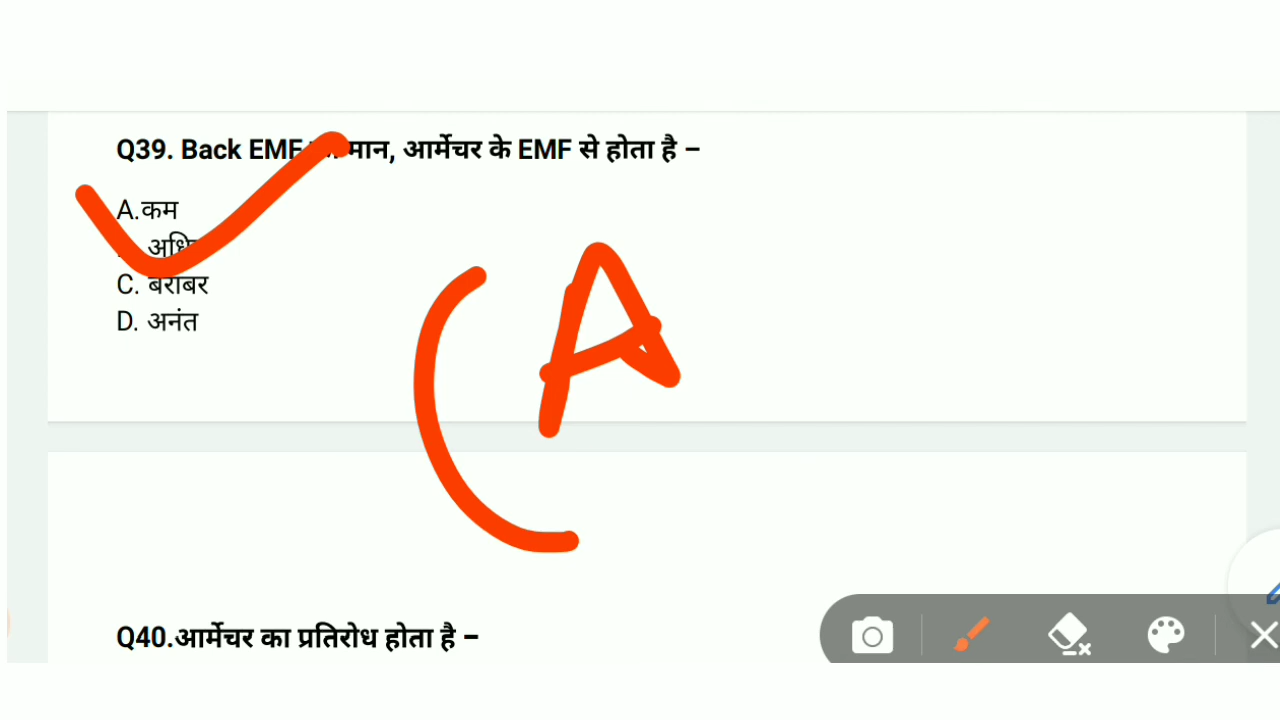 Q39. Back EMF मान, आर्मेचर के EMF से होता है –
A.कम
C. बराबर
D. अनंत
A
Q40.आर्मेचर का प्रतिरोध होता है –